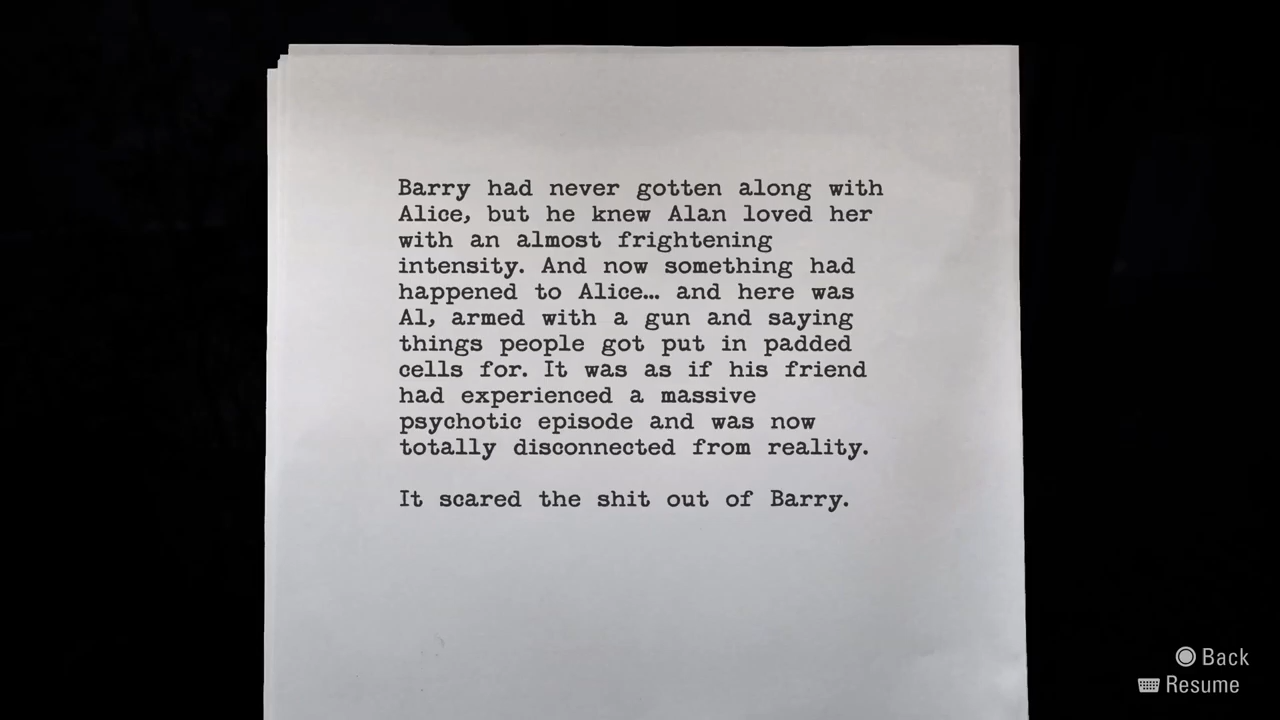 Barry had never gotten along with
Alice, but he knew Alan loved her
with an almost frightening
intensity. And now something had
happened to Alice… and here was
Al, armed with a gun and saying
things people got put in padded
cells for. It was as if his friend
had experienced a massive
psychotic episode and was now
totally disconnected from reality.
It scared the shit out of Barry.
Back
Resume